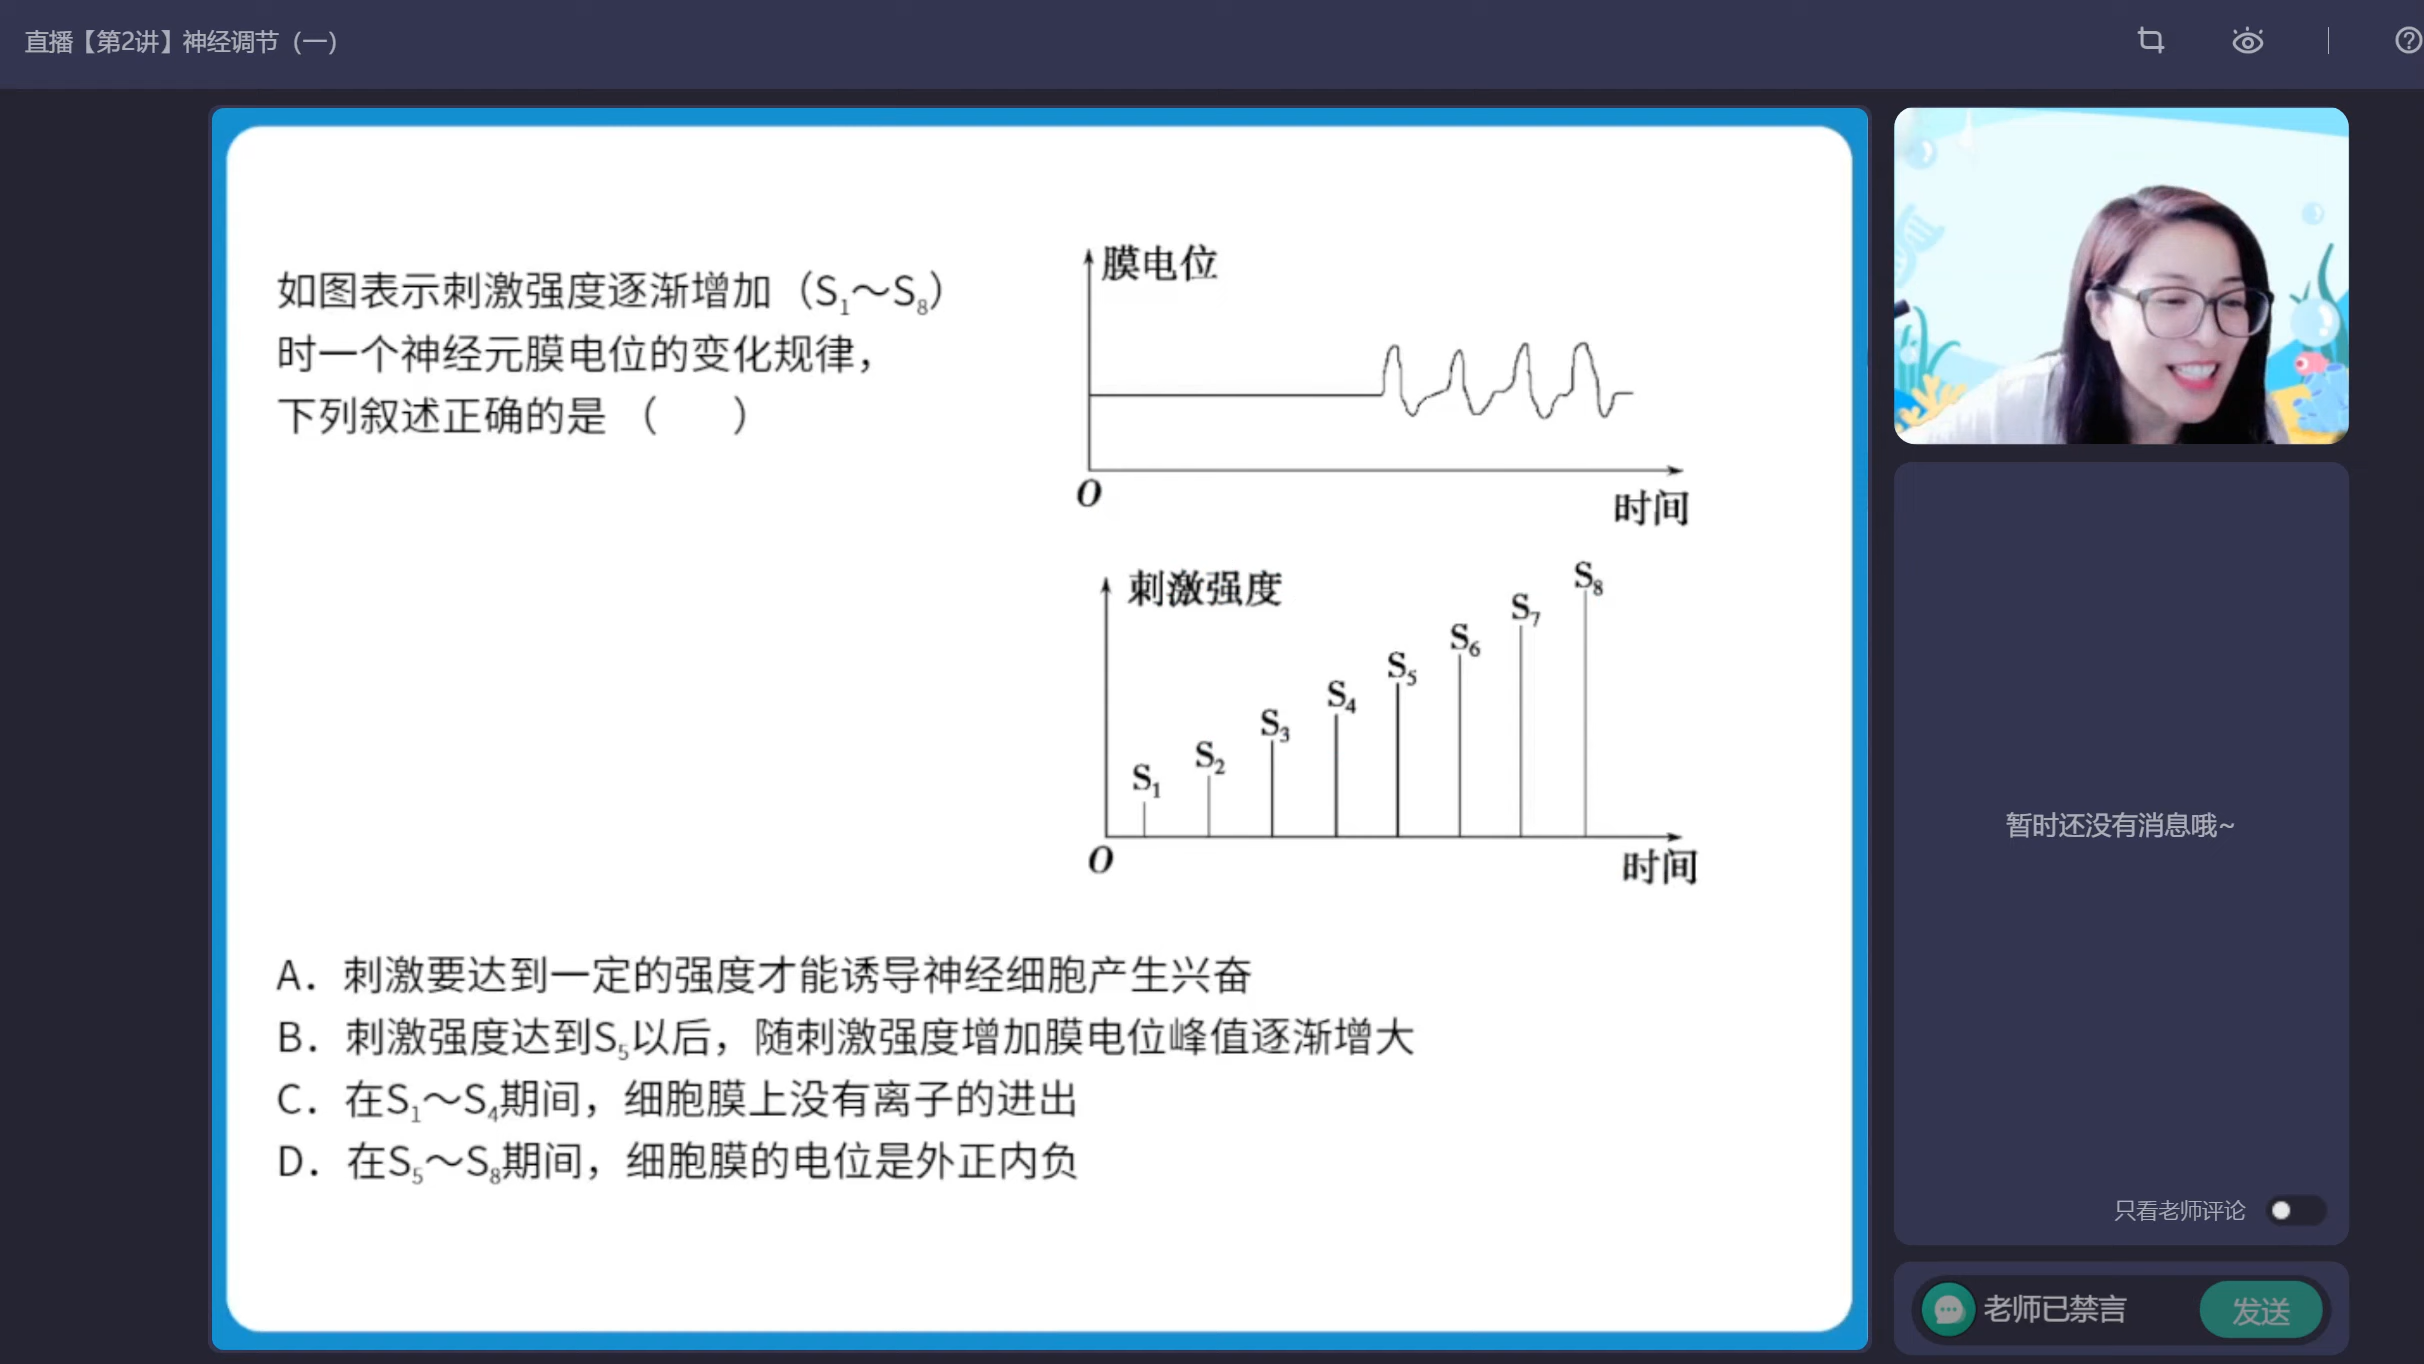 直播【第2讲】神经调节（一）
如图表示刺激强度逐渐增加（S₁～S₈）
时一个神经元膜电位的变化规律，
下列叙述正确的是（　　）
膜电位
O
时间
刺激强度
S₁
S₂
S₃
S₄
S₅
S₆
S₇
S₈
O
时间
A．刺激要达到一定的强度才能诱导神经细胞产生兴奋
B．刺激强度达到S₅以后，随刺激强度增加膜电位峰值逐渐增大
C．在S₁～S₄期间，细胞膜上没有离子的进出
D．在S₅～S₈期间，细胞膜的电位是外正内负
暂时还没有消息哦~
只看老师评论
老师已禁言
发送